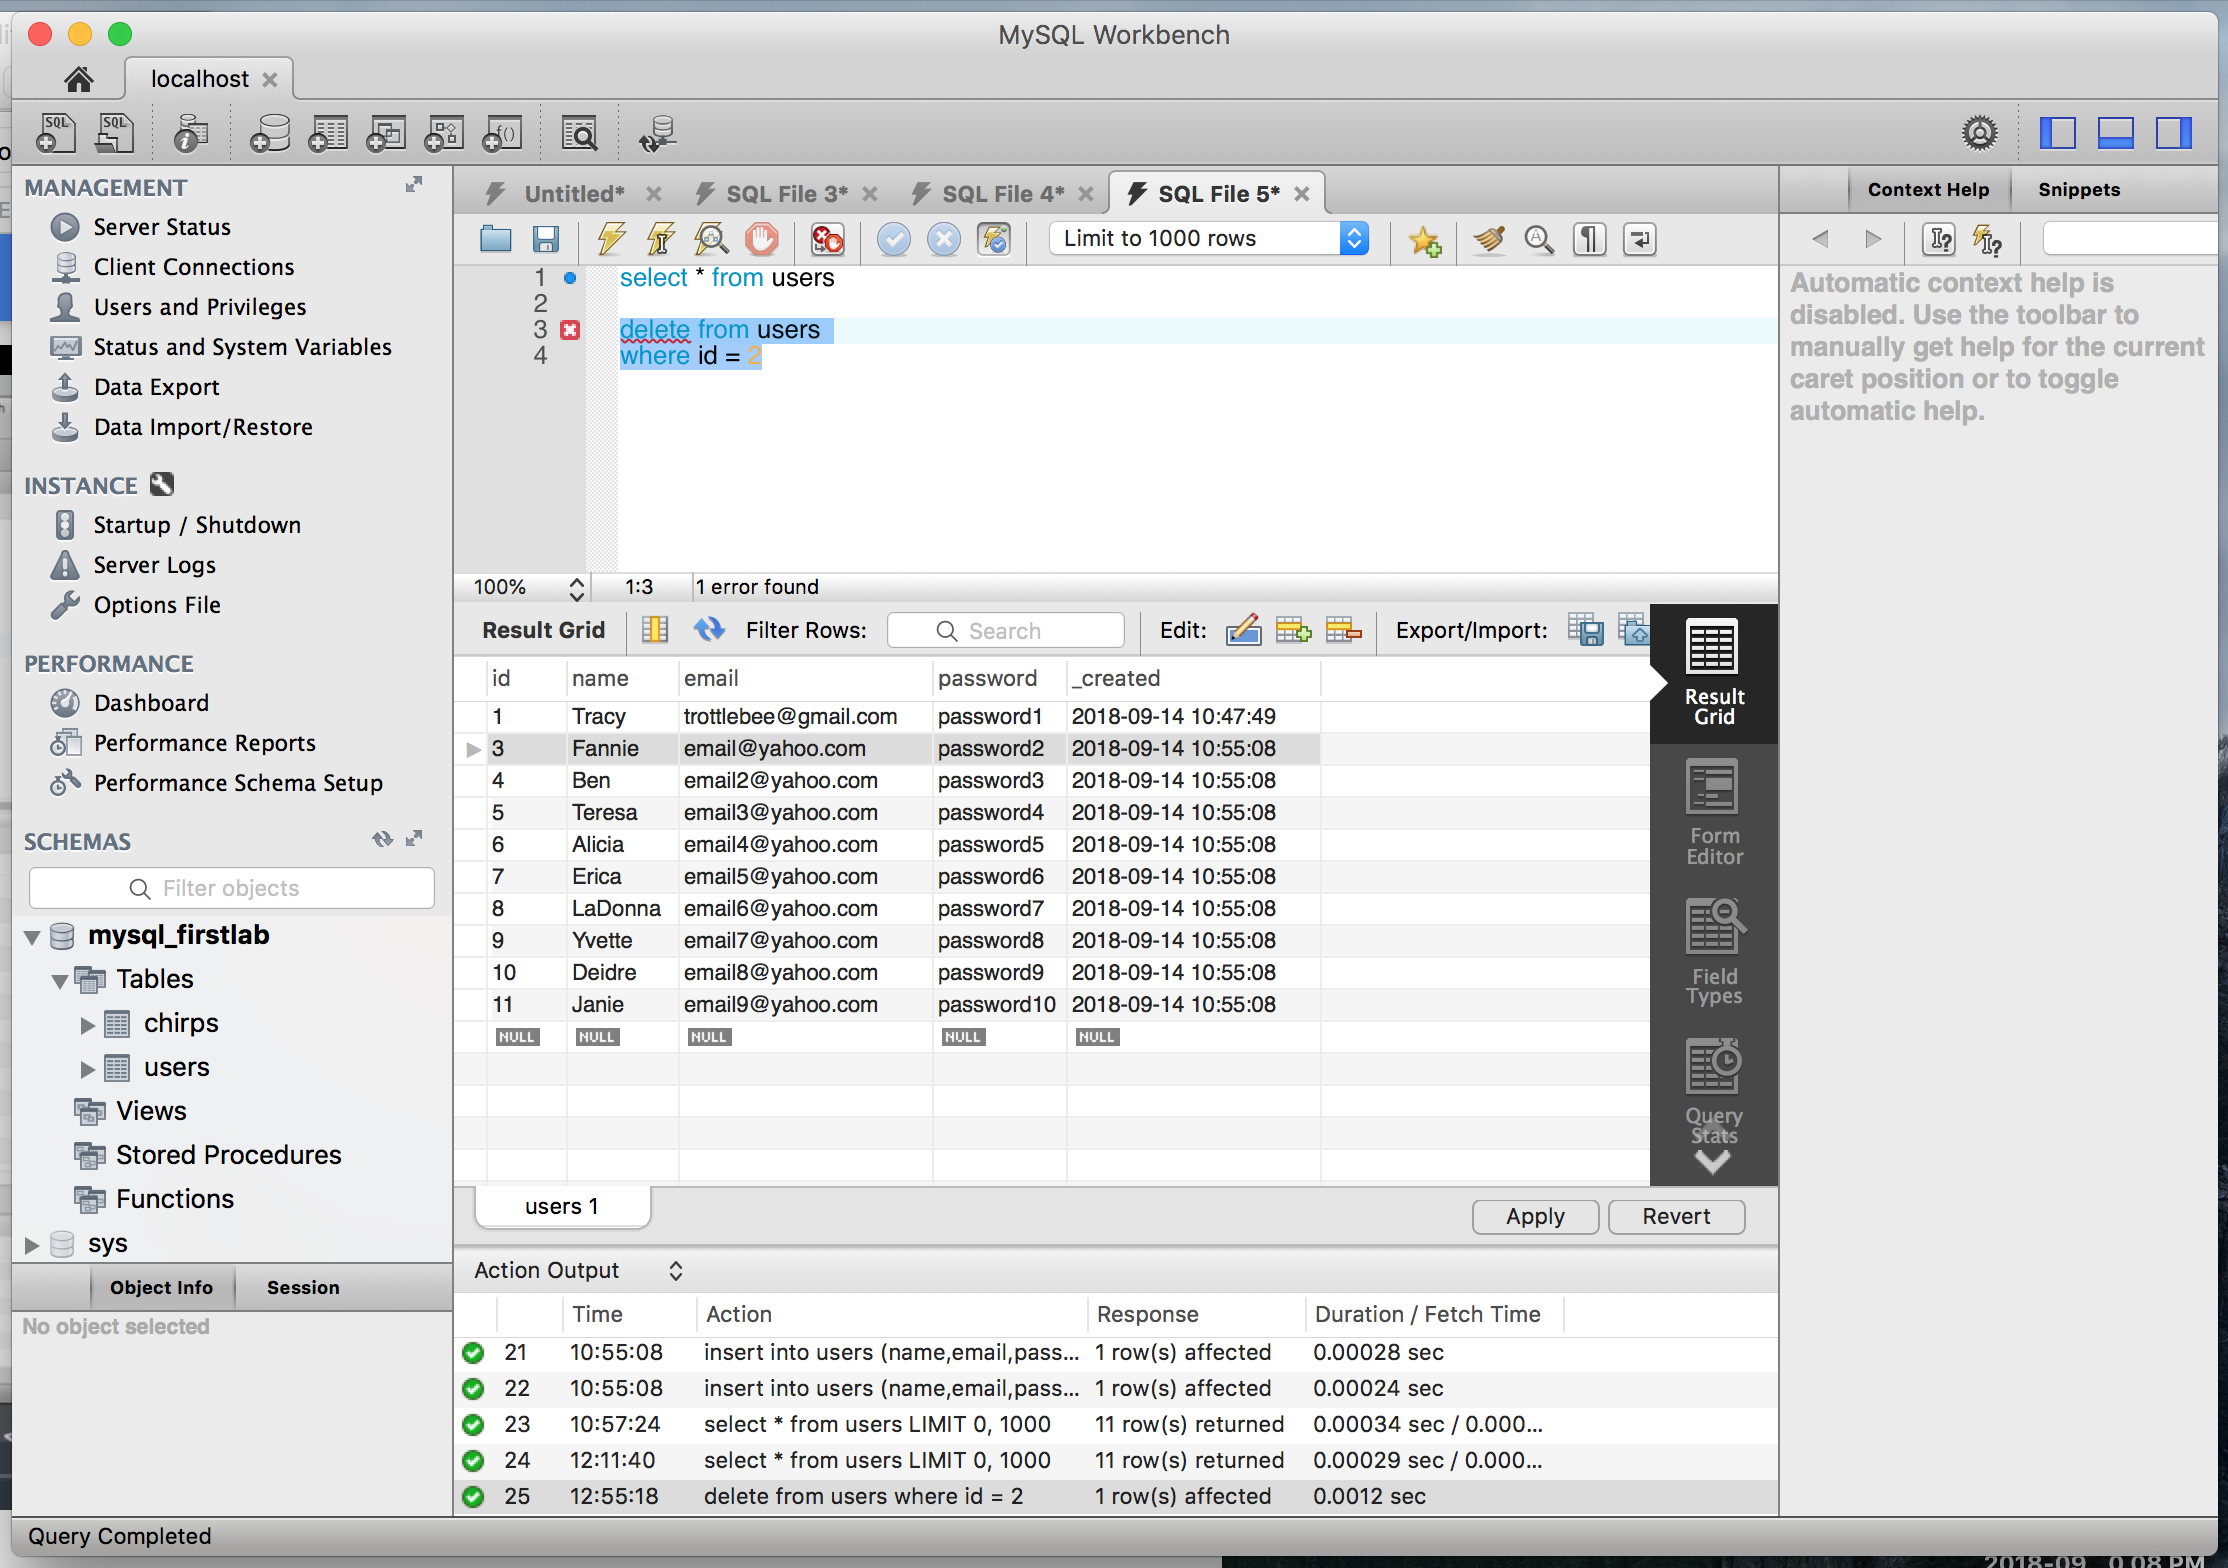 MySQL Workbench
localhost
MANAGEMENT
Server Status
Client Connections
Users and Privileges
Status and System Variables
Data Export
Data Import/Restore
INSTANCE
Startup / Shutdown
Server Logs
Options File
PERFORMANCE
Dashboard
Performance Reports
Performance Schema Setup
SCHEMAS
Filter objects
mysql_firstlab
Tables
chirps
users
Views
Stored Procedures
Functions
sys
Object Info Session
No object selected
Untitled* SQL File 3* SQL File 4* SQL File 5*
Limit to 1000 rows
1 select * from users
2
3 delete from users
4 where id = 2
100% 1:3 1 error found
Result Grid Filter Rows: Search Edit: Export/Import:
id name email password _created
1 Tracy trottlebee@gmail.com password1 2018-09-14 10:47:49
3 Fannie email@yahoo.com password2 2018-09-14 10:55:08
4 Ben email2@yahoo.com password3 2018-09-14 10:55:08
5 Teresa email3@yahoo.com password4 2018-09-14 10:55:08
6 Alicia email4@yahoo.com password5 2018-09-14 10:55:08
7 Erica email5@yahoo.com password6 2018-09-14 10:55:08
8 LaDonna email6@yahoo.com password7 2018-09-14 10:55:08
9 Yvette email7@yahoo.com password8 2018-09-14 10:55:08
10 Deidre email8@yahoo.com password9 2018-09-14 10:55:08
11 Janie email9@yahoo.com password10 2018-09-14 10:55:08
NULL NULL NULL NULL NULL
Result
Grid
Form
Editor
Field
Types
Query
Stats
users 1
Apply Revert
Action Output
Time Action Response Duration / Fetch Time
21 10:55:08 insert into users (name,email,pass... 1 row(s) affected 0.00028 sec
22 10:55:08 insert into users (name,email,pass... 1 row(s) affected 0.00024 sec
23 10:57:24 select * from users LIMIT 0, 1000 11 row(s) returned 0.00034 sec / 0.000...
24 12:11:40 select * from users LIMIT 0, 1000 11 row(s) returned 0.00029 sec / 0.000...
25 12:55:18 delete from users where id = 2 1 row(s) affected 0.0012 sec
Context Help Snippets
Automatic context help is
disabled. Use the toolbar to
manually get help for the current
caret position or to toggle
automatic help.
Query Completed